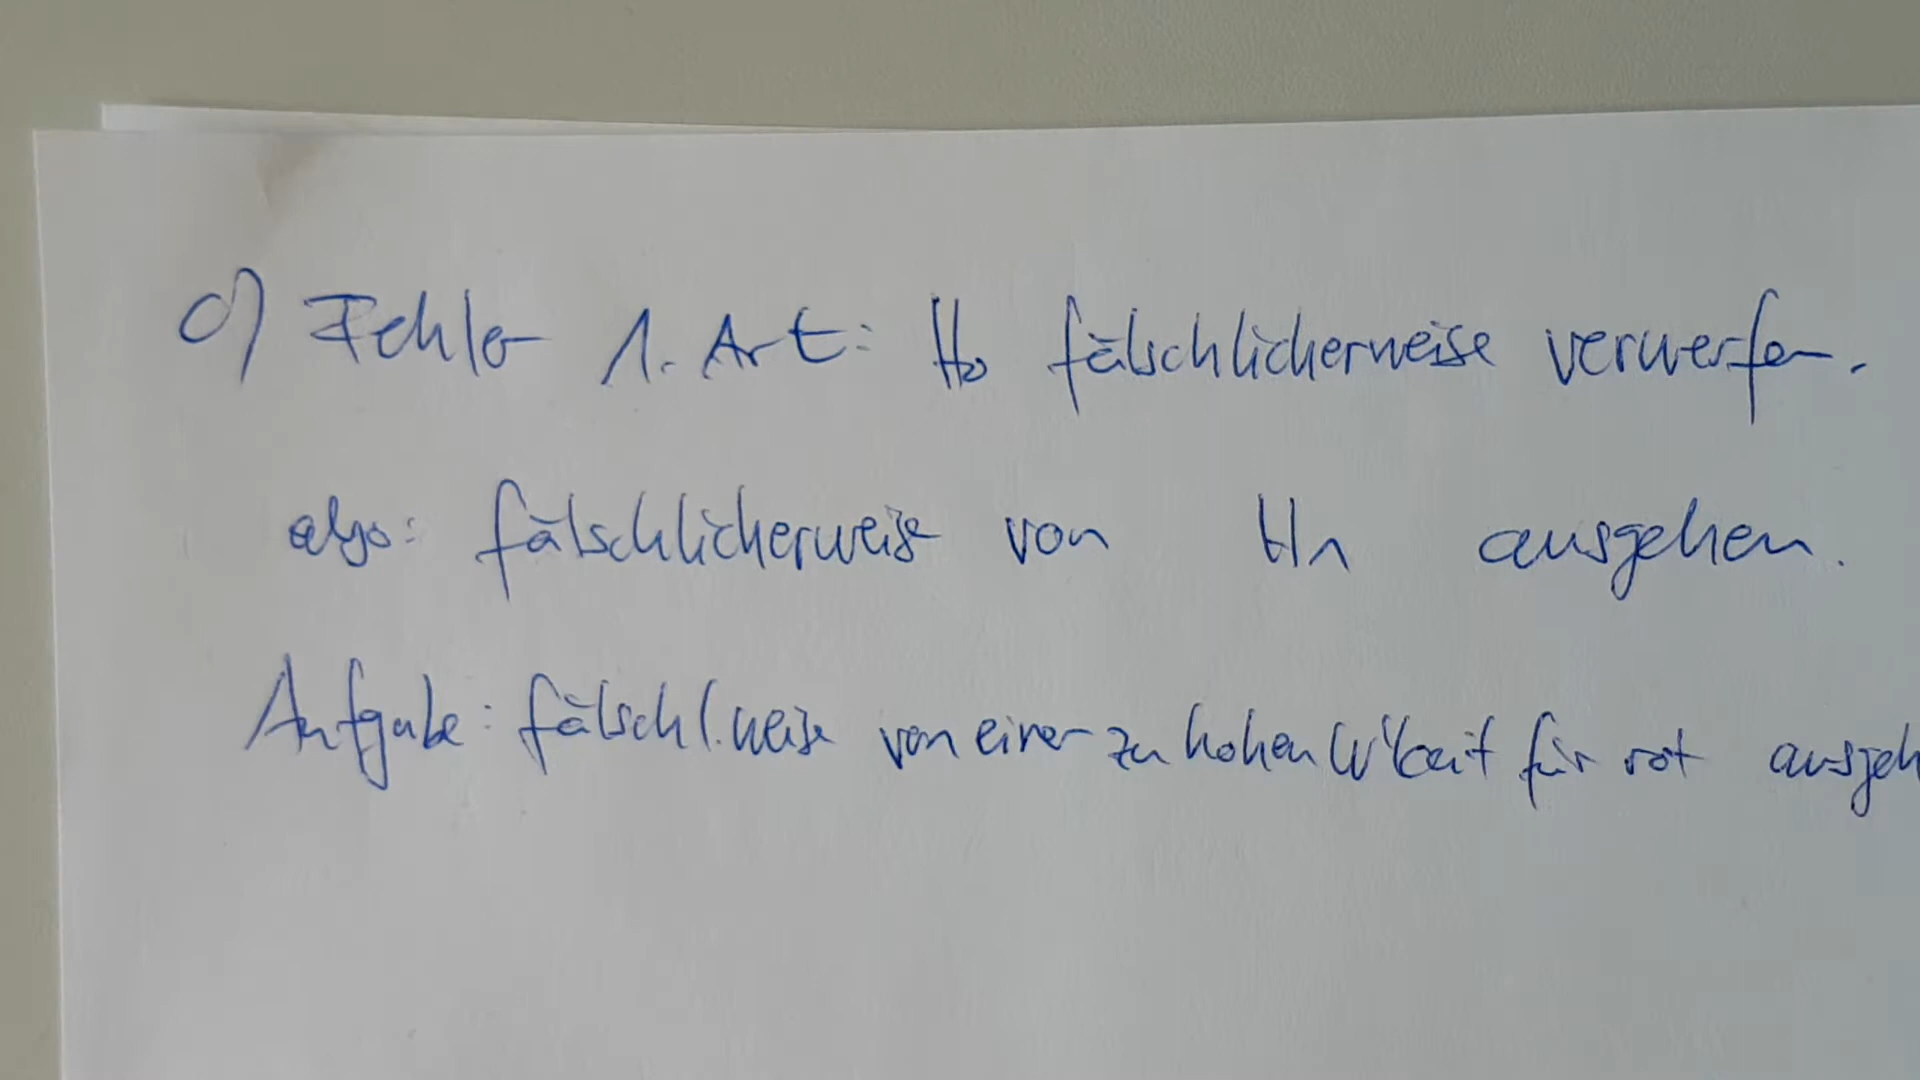 c) Fehler 1. Art: H₀ fälschlicherweise verwerfen.
also: fälschlicherweise von H₁ ausgehen.
Aufgabe: fälschl.weise von einer zu hohen W'keit für rot ausgeh